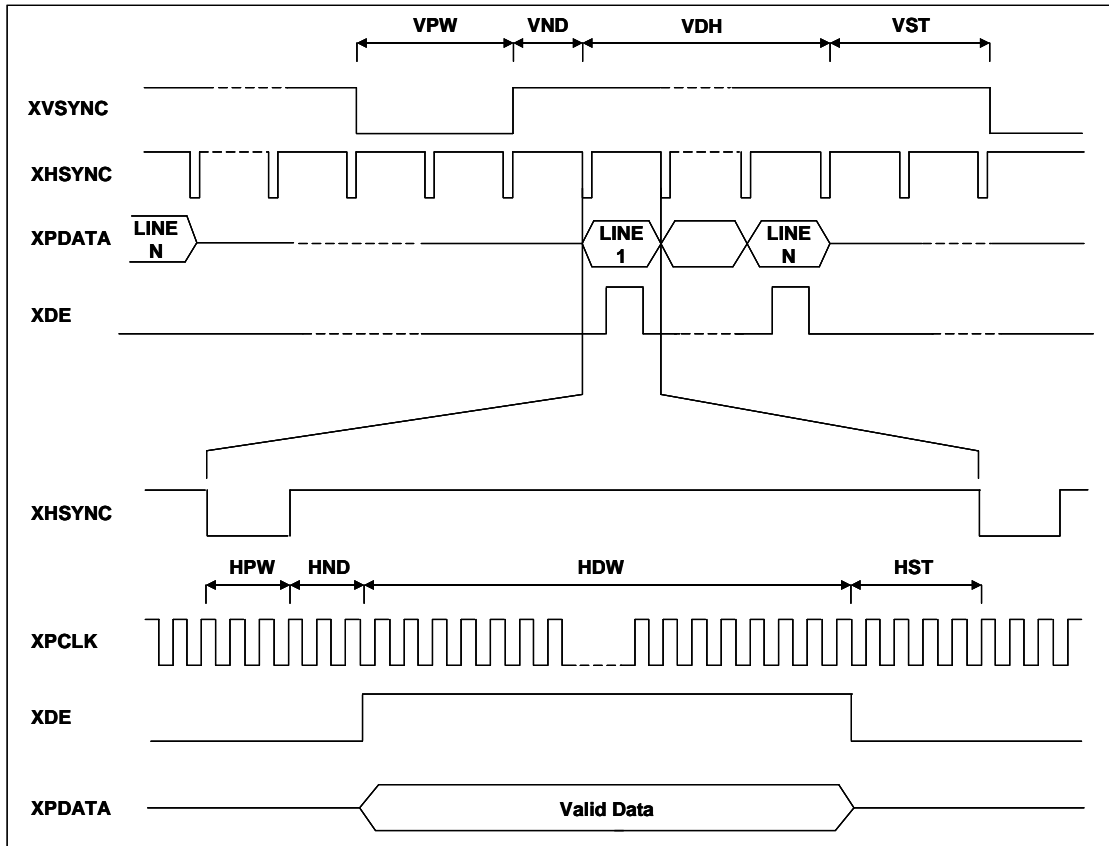 VPW VND VDH VST
XVSYNC
XHSYNC
XPDATA LINE N LINE 1 LINE N
XDE
XHSYNC
HPW HND HDW HST
XPCLK
XDE
XPDATA Valid Data